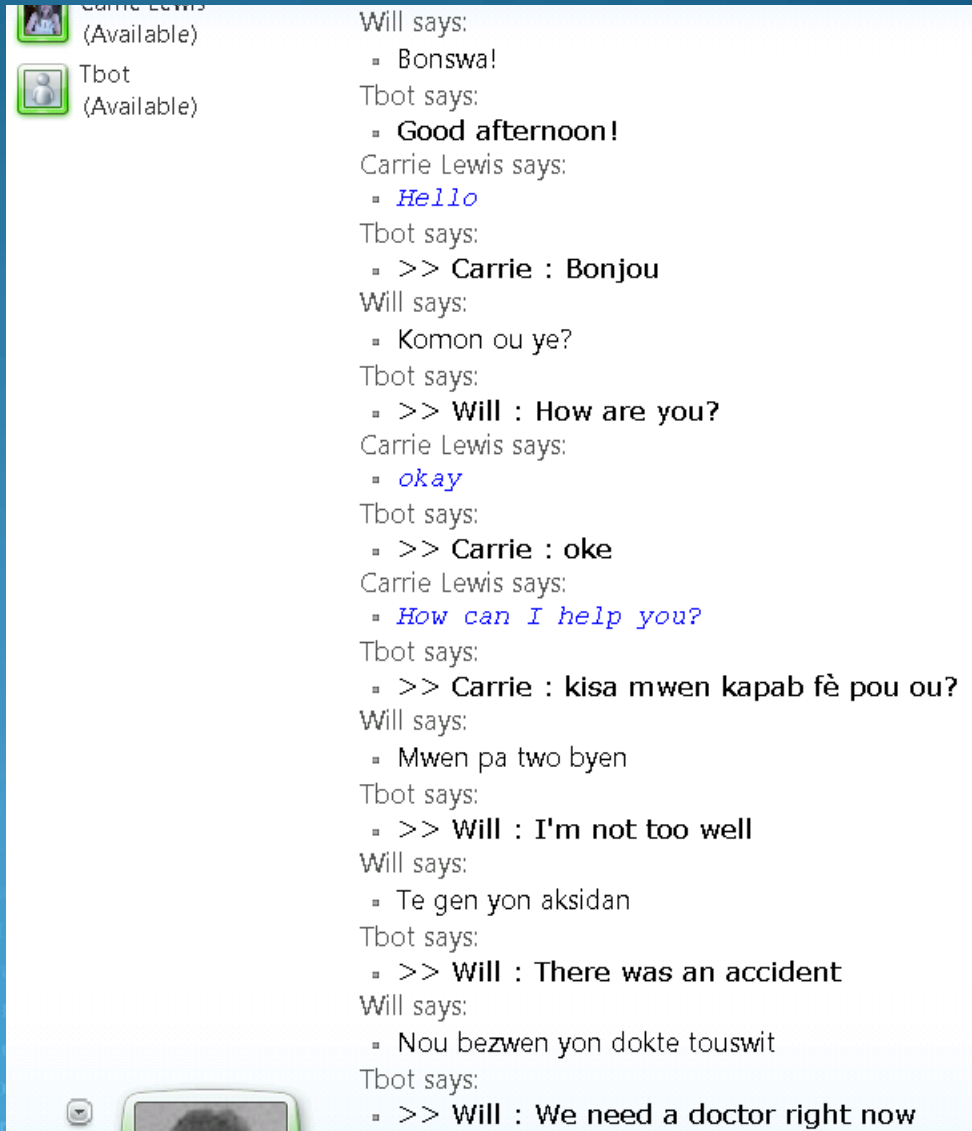 Carrie Lewis
(Available)
Tbot
(Available)
Will says:
Bonswa!
Tbot says:
Good afternoon!
Carrie Lewis says:
Hello
Tbot says:
>> Carrie : Bonjou
Will says:
Komon ou ye?
Tbot says:
>> Will : How are you?
Carrie Lewis says:
okay
Tbot says:
>> Carrie : oke
Carrie Lewis says:
How can I help you?
Tbot says:
>> Carrie : kisa mwen kapab fè pou ou?
Will says:
Mwen pa two byen
Tbot says:
>> Will : I'm not too well
Will says:
Te gen yon aksidan
Tbot says:
>> Will : There was an accident
Will says:
Nou bezwen yon dokte touswit
Tbot says:
>> Will : We need a doctor right now